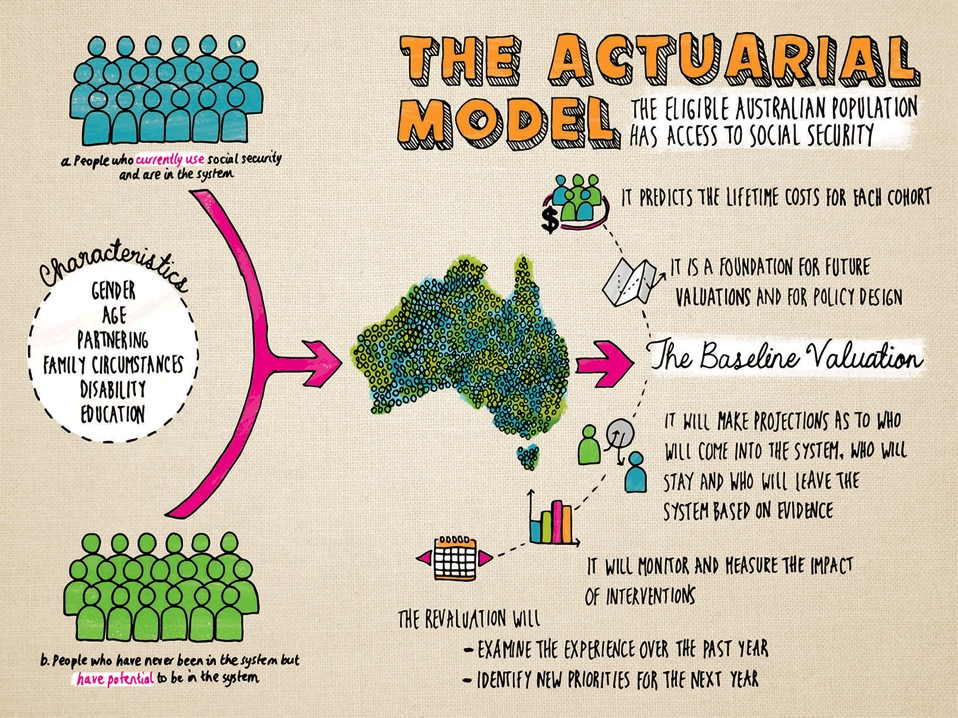 THE ACTUARIAL
MODEL
THE ELIGIBLE AUSTRALIAN POPULATION
HAS ACCESS TO SOCIAL SECURITY
a. People who currently use social security
and are in the system
Characteristics
GENDER
AGE
PARTNERING
FAMILY CIRCUMSTANCES
DISABILITY
EDUCATION
b. People who have never been in the system but
have potential to be in the system
$
IT PREDICTS THE LIFETIME COSTS FOR EACH COHORT
IT IS A FOUNDATION FOR FUTURE
VALUATIONS AND FOR POLICY DESIGN
The Baseline Valuation
IT WILL MAKE PROJECTIONS AS TO WHO
WILL COME INTO THE SYSTEM, WHO WILL
STAY AND WHO WILL LEAVE THE
SYSTEM BASED ON EVIDENCE
IT WILL MONITOR AND MEASURE THE IMPACT
OF INTERVENTIONS
THE REVALUATION WILL
- EXAMINE THE EXPERIENCE OVER THE PAST YEAR
- IDENTIFY NEW PRIORITIES FOR THE NEXT YEAR